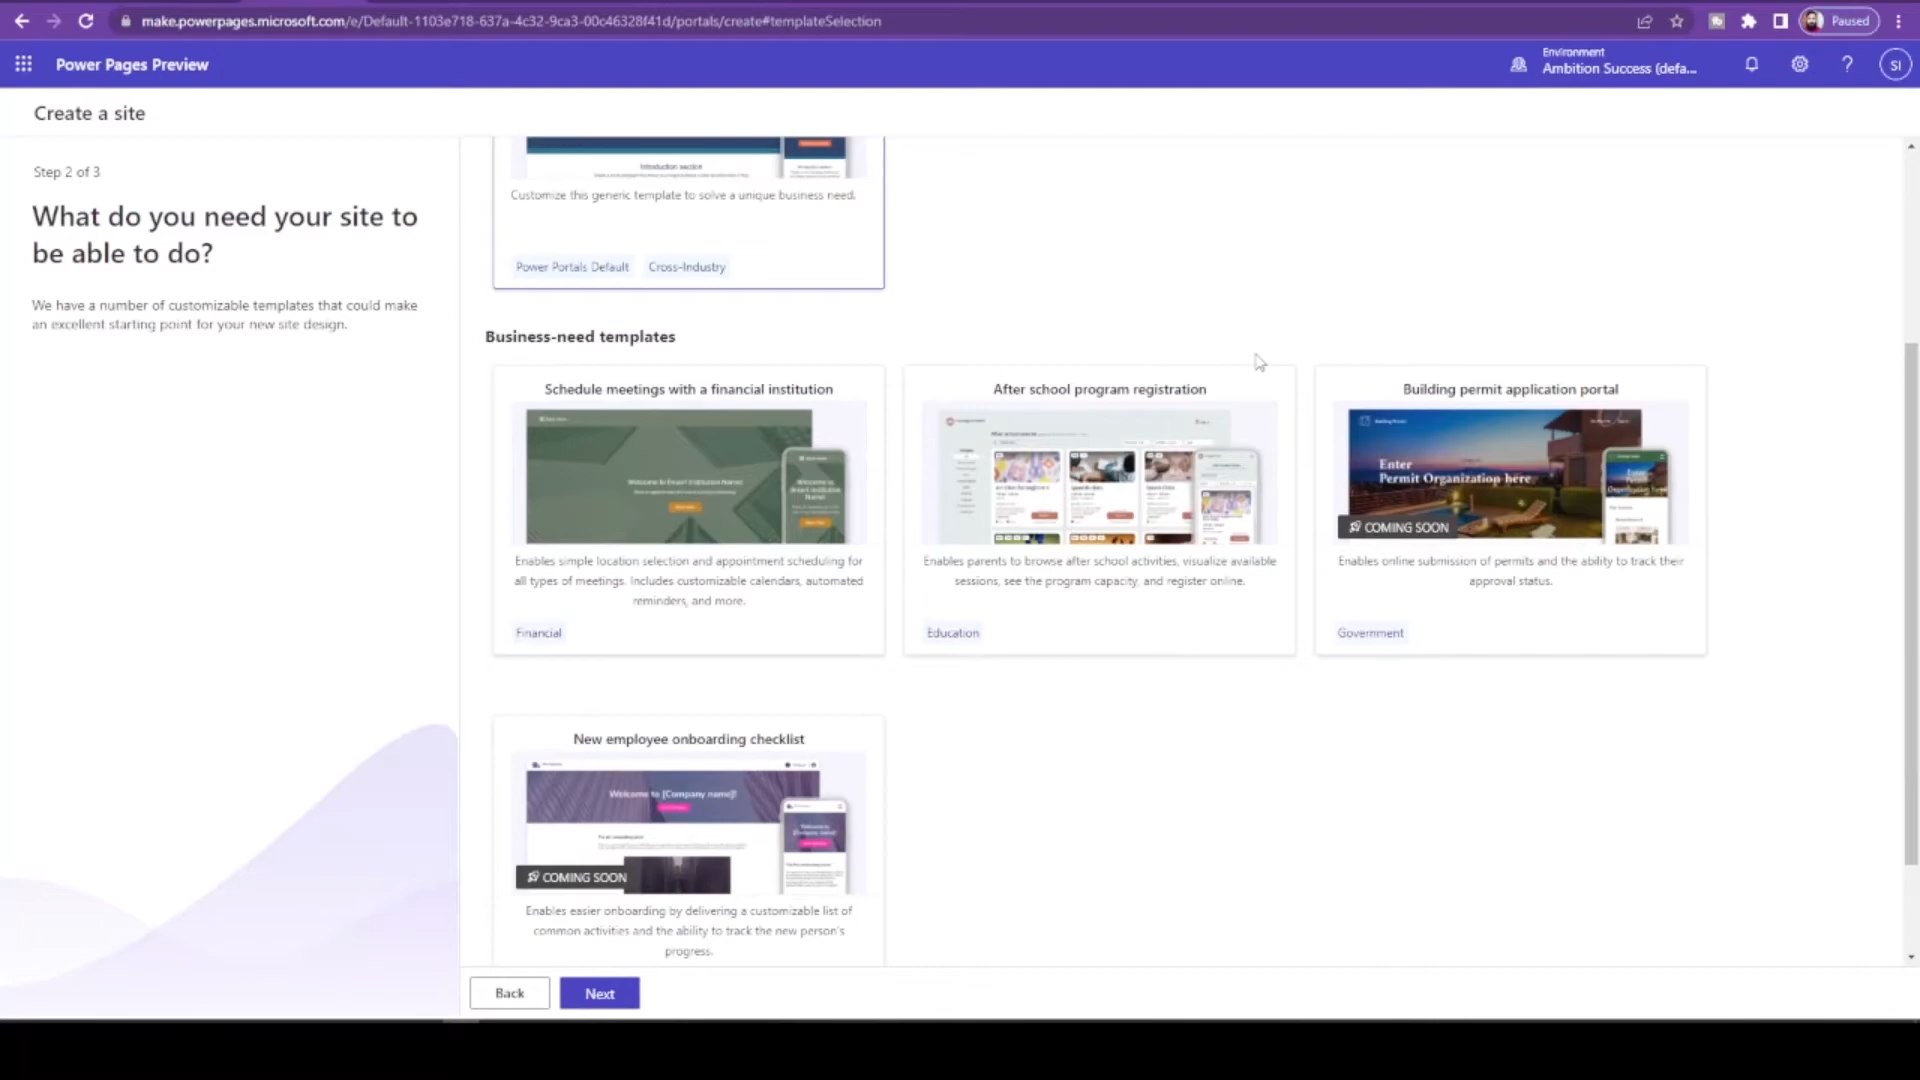 make.powerpages.microsoft.com/e/Default-1103e718-637a-4c32-9ca3-00c46328f41d/portals/create#templateSelection
Paused
Power Pages Preview
Environment
Ambition Success (defa...
SI
Create a site
Step 2 of 3
What do you need your site to
be able to do?
We have a number of customizable templates that could make
an excellent starting point for your new site design.
Introduction section
Customize this generic template to solve a unique business need.
Power Portals Default
Cross-Industry
Business-need templates
Schedule meetings with a financial institution
Enables simple location selection and appointment scheduling for
all types of meetings. Includes customizable calendars, automated
reminders, and more.
Financial
After school program registration
Enables parents to browse after school activities, visualize available
sessions, see the program capacity, and register online.
Education
Building permit application portal
Enter
Permit Organization here
COMING SOON
Enables online submission of permits and the ability to track their
approval status.
Government
New employee onboarding checklist
Welcome to [Company name]!
COMING SOON
Enables easier onboarding by delivering a customizable list of
common activities and the ability to track the new person's
progress.
Back
Next